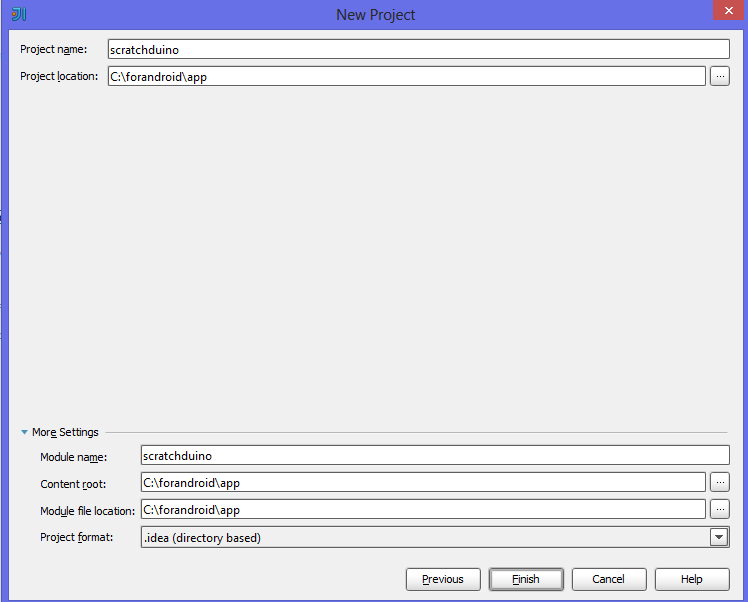 New Project
Project name: scratchduino
Project location: C:\forandroid\app ...
More Settings
Module name: scratchduino
Content root: C:\forandroid\app ...
Module file location: C:\forandroid\app ...
Project format: .idea (directory based)
Previous Finish Cancel Help